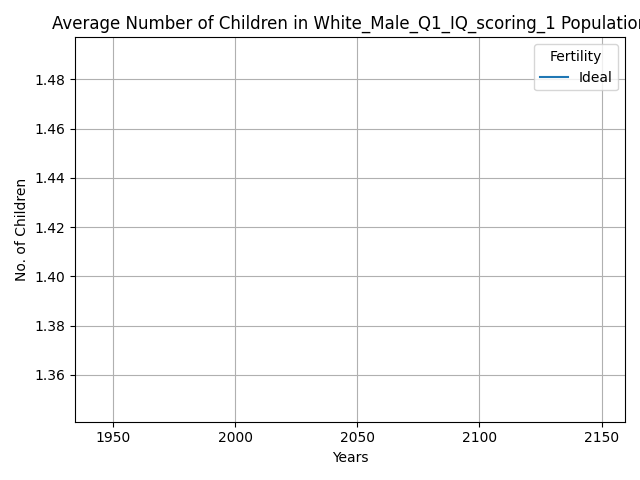 Average Number of Children in White_Male_Q1_IQ_scoring_1 Population
Fertility
Ideal
No. of Children
1.48
1.46
1.44
1.42
1.40
1.38
1.36
1950 2000 2050 2100 2150
Years